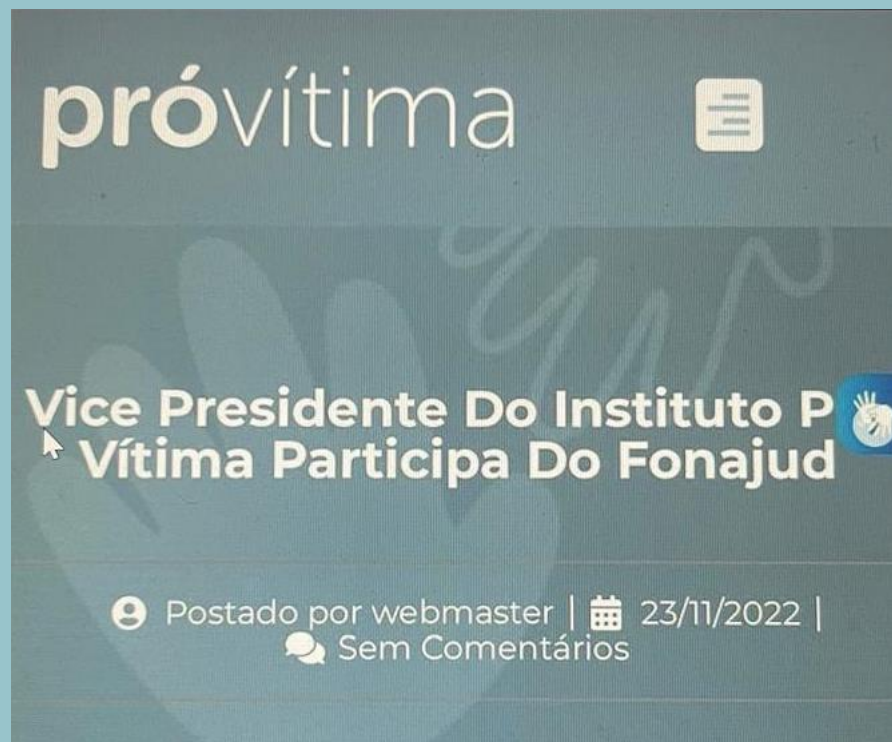 próvítima
Vice Presidente Do Instituto P
Vítima Participa Do Fonajud
Postado por webmaster | 23/11/2022 |
Sem Comentários